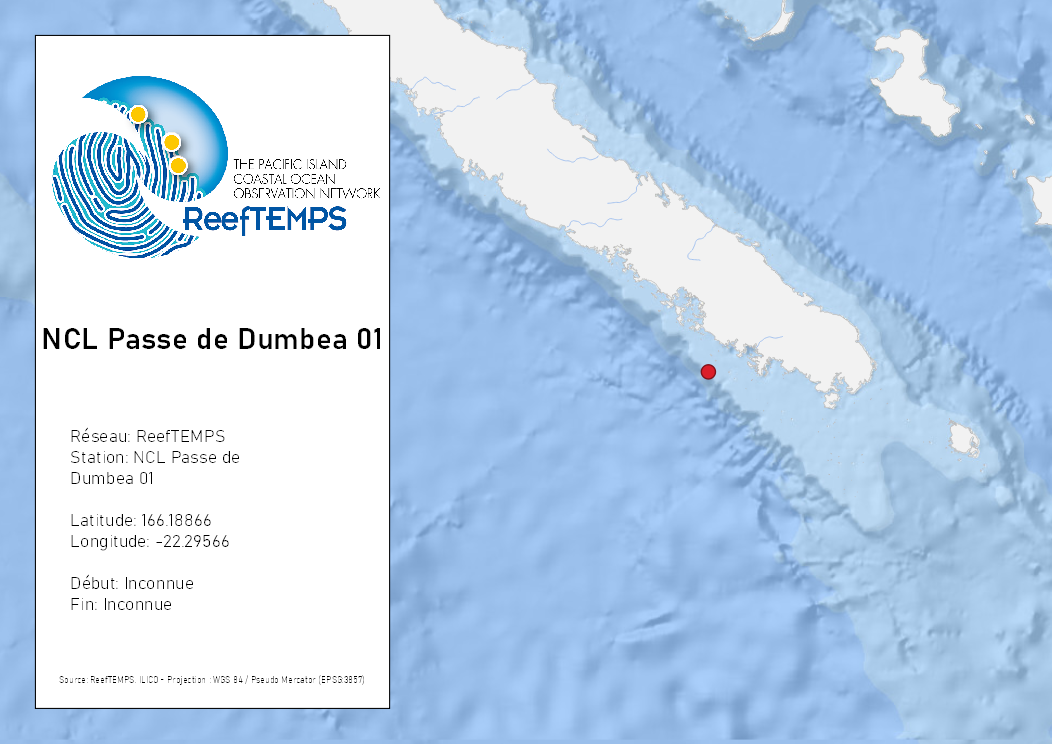 THE PACIFIC ISLAND
COASTAL OCEAN
OBSERVATION NETWORK
ReefTEMPS
NCL Passe de Dumbea 01
Réseau: ReefTEMPS
Station: NCL Passe de
Dumbea 01
Latitude: 166.18866
Longitude: -22.29566
Début: Inconnue
Fin: Inconnue
Source: ReefTEMPS, ILICO - Projection : WGS 84 / Pseudo Mercator (EPSG:3857)